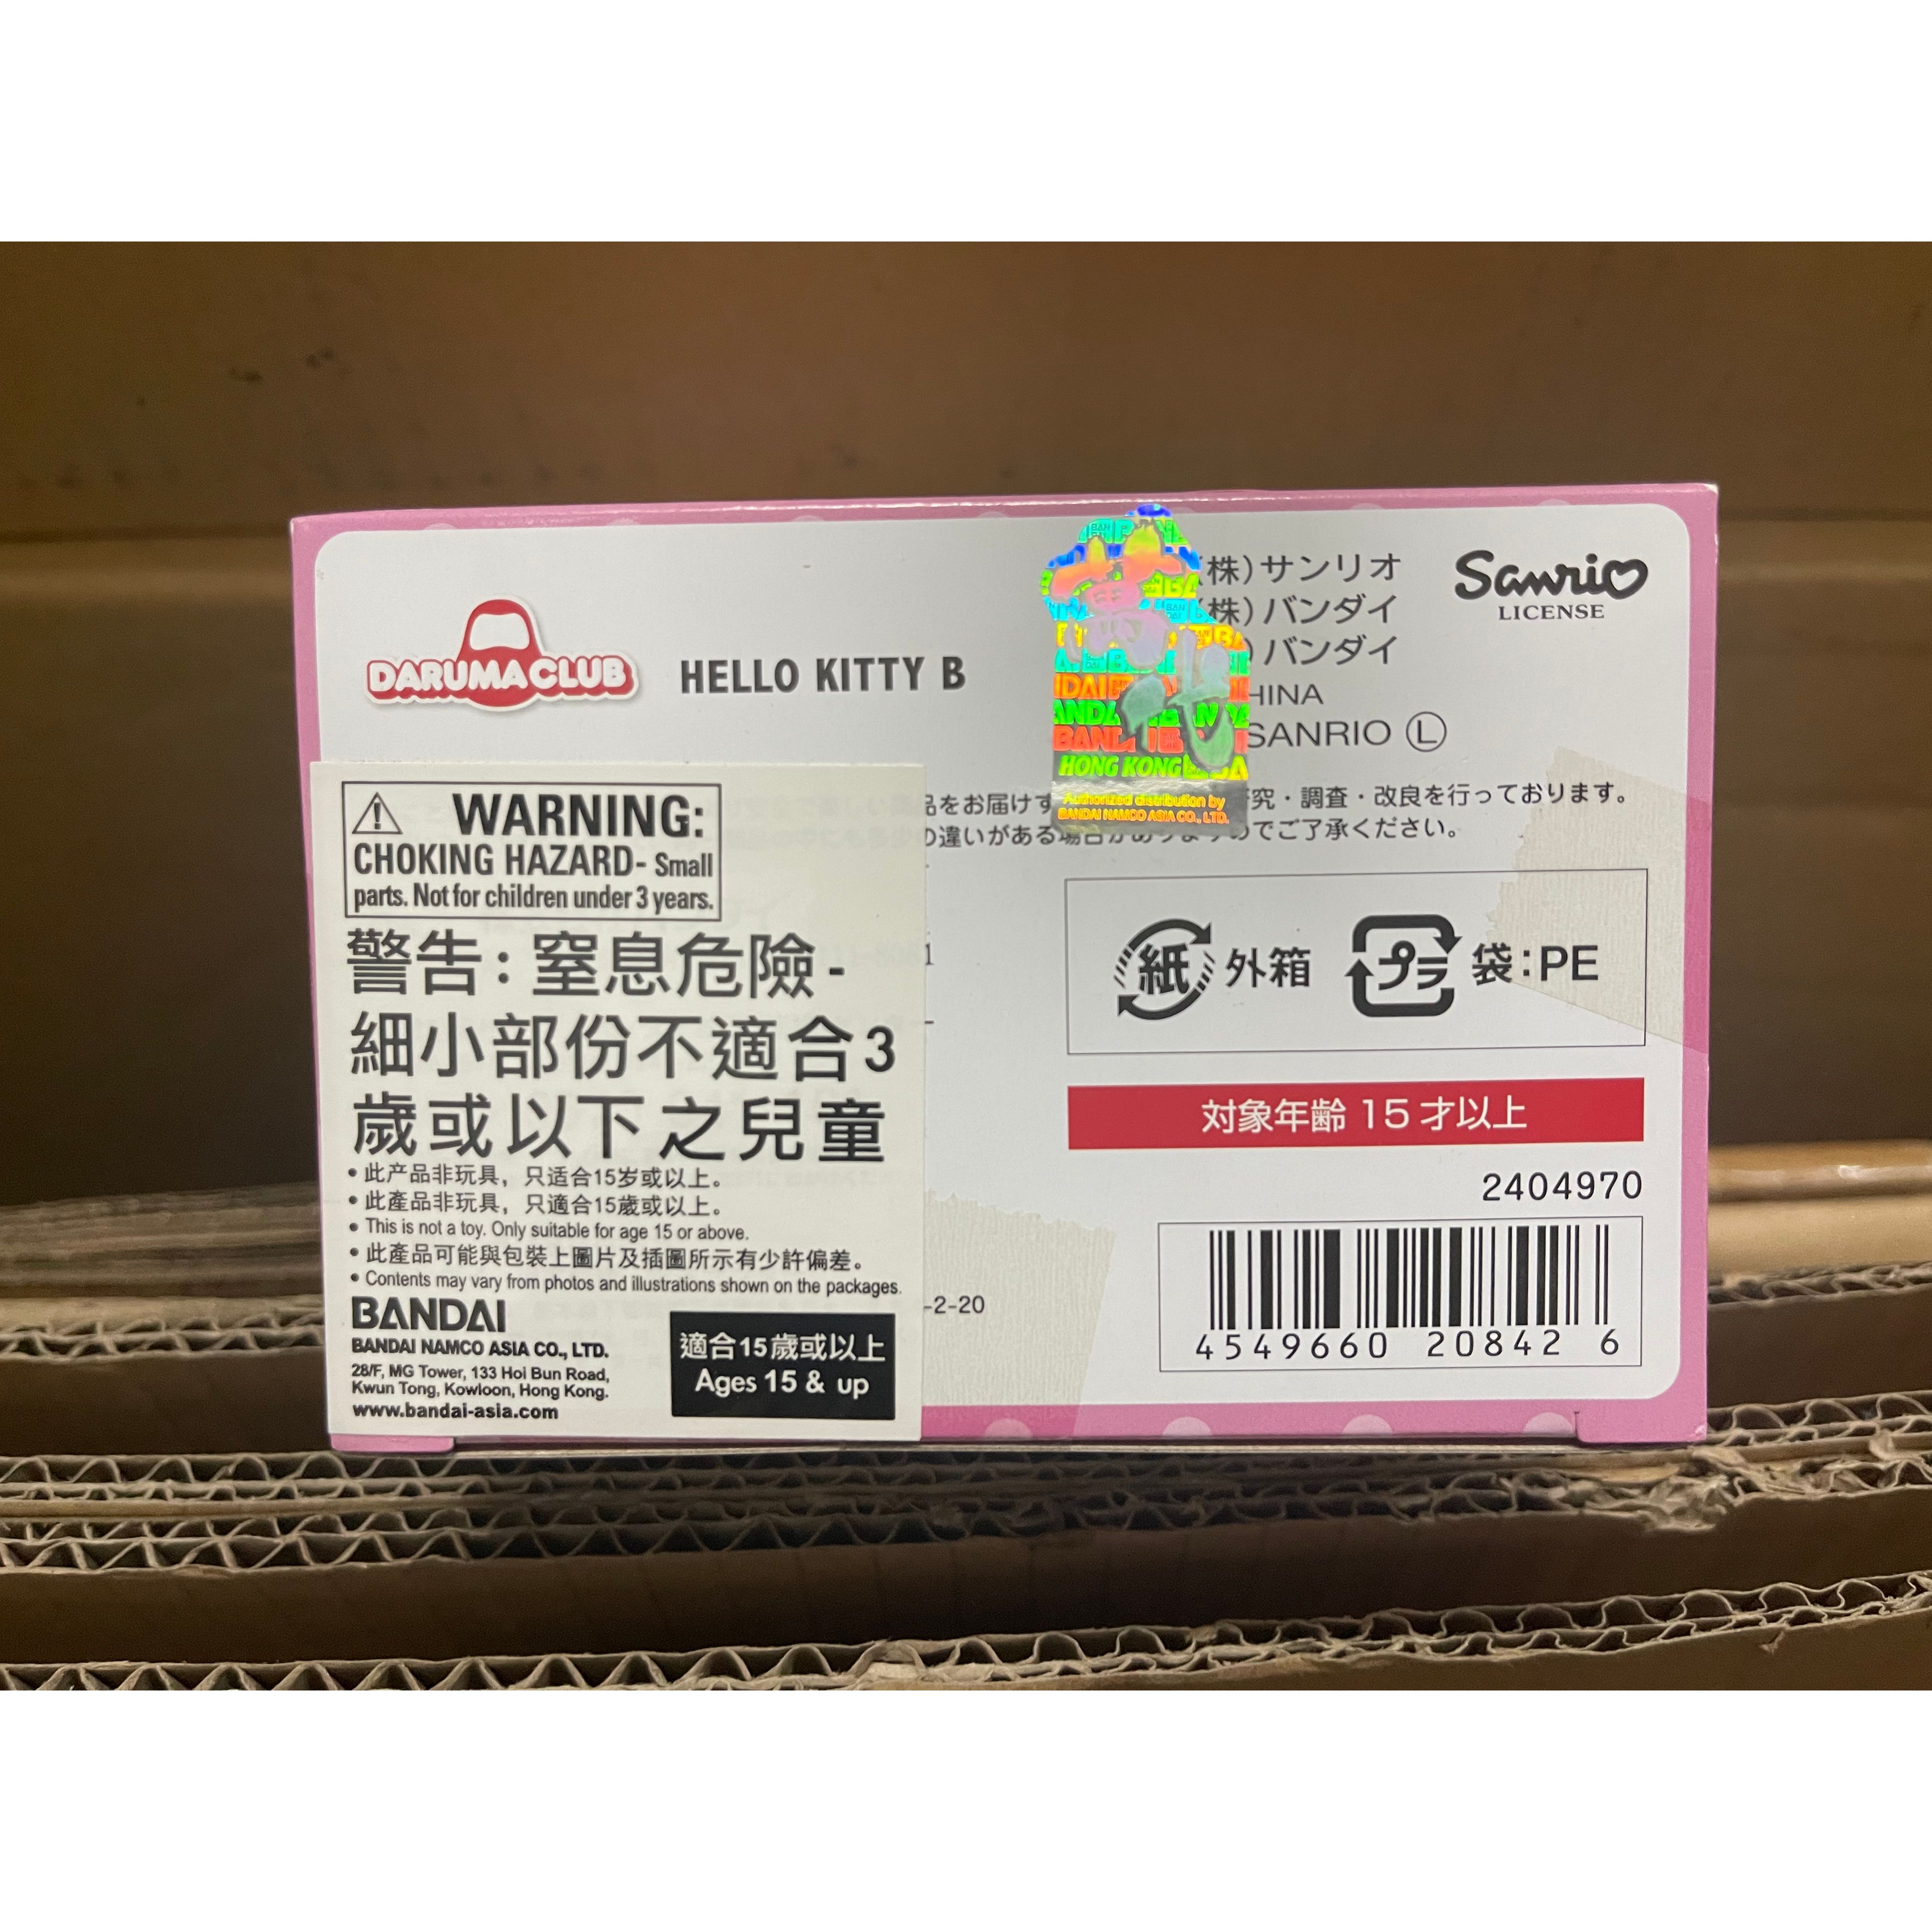 DARUMA CLUB
HELLO KITTY B
(株)サンリオ
(株)バンダイ
)バンダイ
HINA
SANRIO Ⓛ
Sanrio
LICENSE
品をお届けす
究・調査・改良を行っております。
の違いがある場合がありますのでご了承ください。
HONG KONG
Authorized distribution by
BANDAI NAMCO ASIA CO., LTD.
WARNING:
CHOKING HAZARD- Small
parts. Not for children under 3 years.
警告:窒息危險-
細小部份不適合3
歲或以下之兒童
• 此产品非玩具，只适合15岁或以上。
• 此產品非玩具，只適合15歲或以上。
• This is not a toy. Only suitable for age 15 or above.
• 此產品可能與包裝上圖片及插圖所示有少許偏差。
• Contents may vary from photos and illustrations shown on the packages.
BANDAI
BANDAI NAMCO ASIA CO., LTD.
28/F, MG Tower, 133 Hoi Bun Road,
Kwun Tong, Kowloon, Hong Kong.
www.bandai-asia.com
適合15歲或以上
Ages 15 & up
-2-20
紙 外箱 プラ 袋:PE
対象年齢 15才以上
2404970
4549660 20842 6